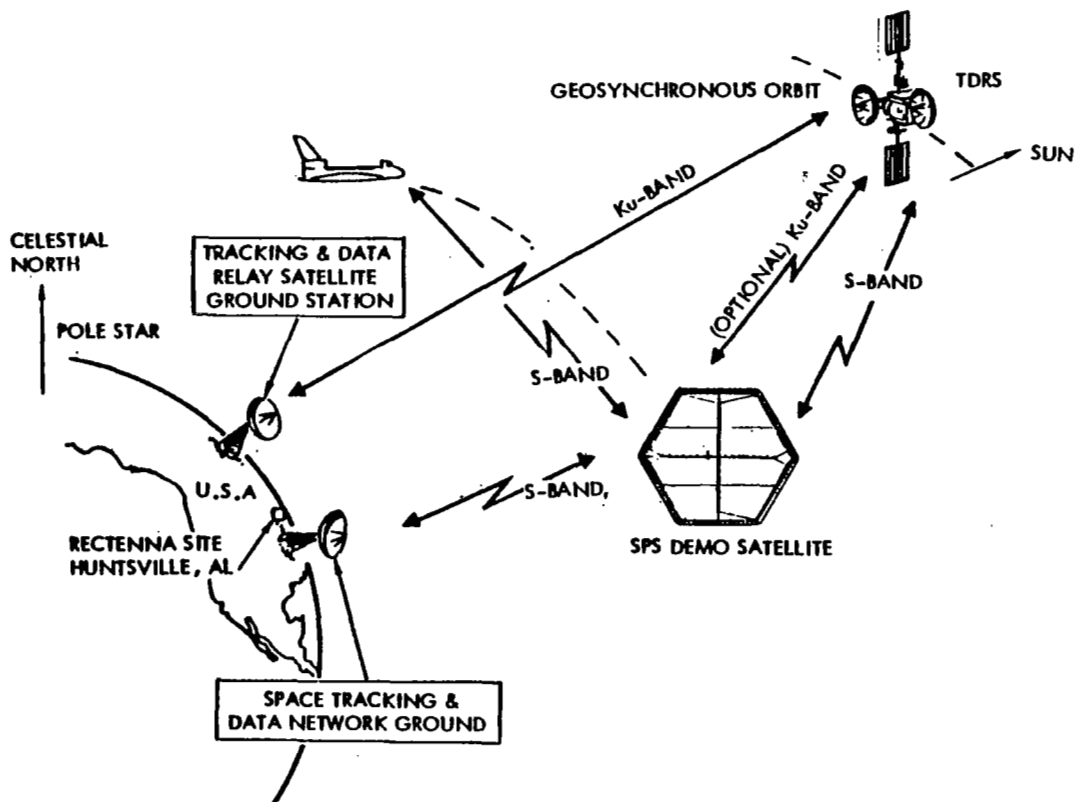 GEOSYNCHRONOUS ORBIT
TDRS
SUN
Ku-BAND
(OPTIONAL) Ku-BAND
S-BAND
CELESTIAL
NORTH
TRACKING & DATA
RELAY SATELLITE
GROUND STATION
POLE STAR
S-BAND
U.S.A
S-BAND,
RECTENNA SITE
HUNTSVILLE, AL
SPS DEMO SATELLITE
SPACE TRACKING &
DATA NETWORK GROUND